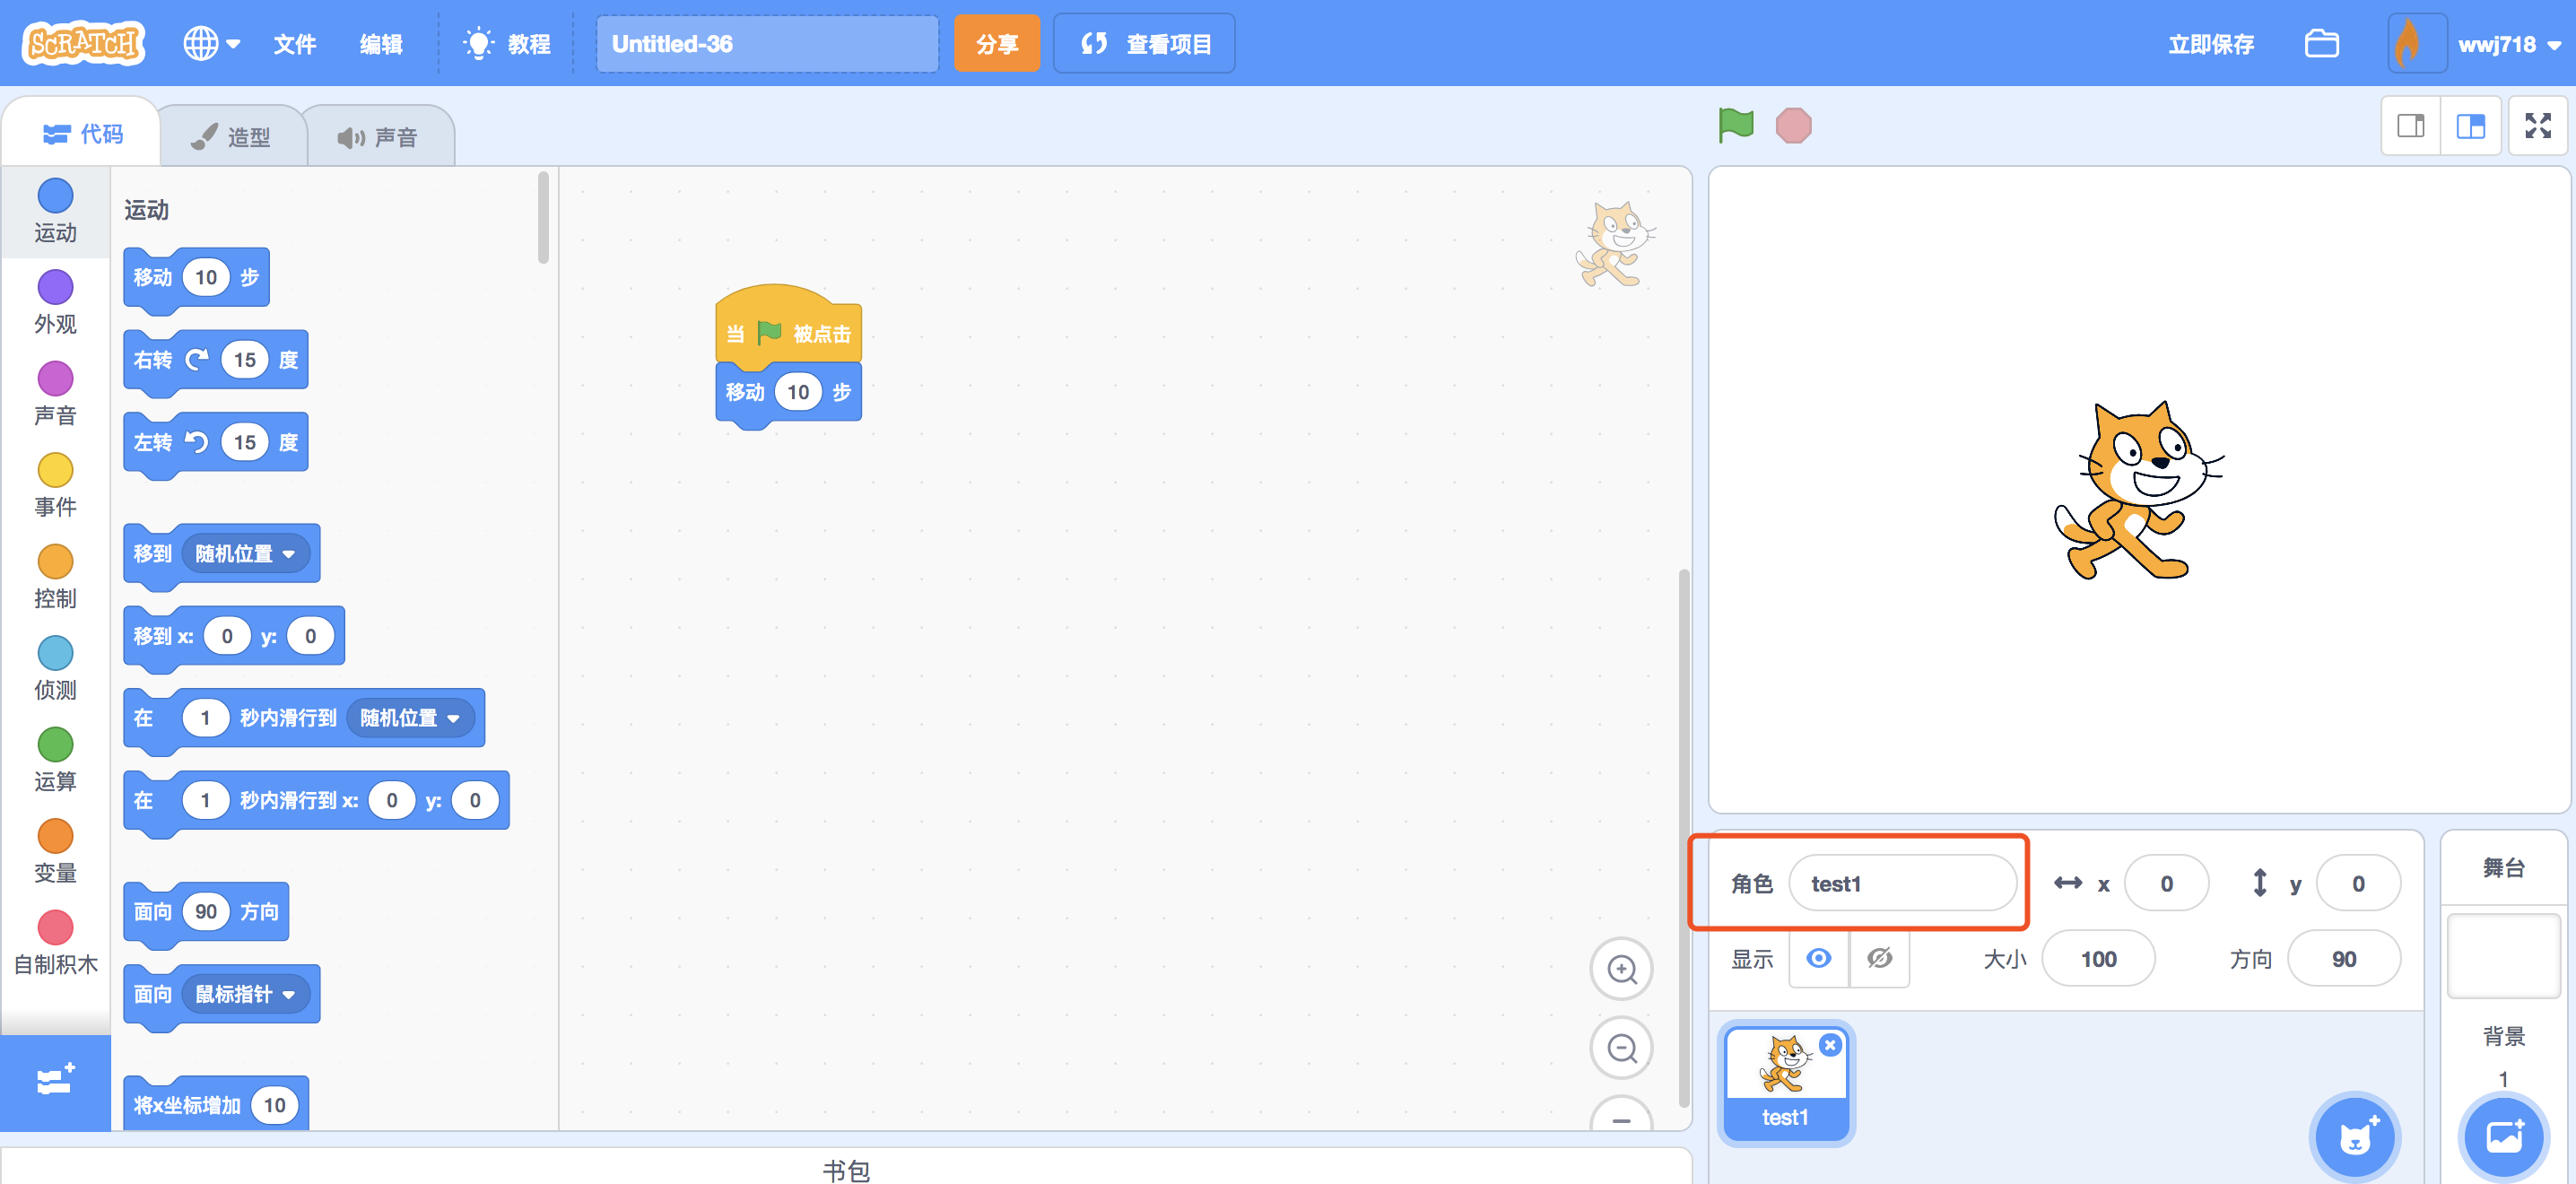 SCRATCH 文件 编辑 教程 Untitled-36 分享 查看项目 立即保存 wwj718
代码 造型 声音
运动
外观
声音
事件
控制
侦测
运算
变量
自制积木
运动
移动 10 步
右转 15 度
左转 15 度
移到 随机位置
移到 x: 0 y: 0
在 1 秒内滑行到 随机位置
在 1 秒内滑行到 x: 0 y: 0
面向 90 方向
面向 鼠标指针
将x坐标增加 10
当 被点击
移动 10 步
书包
角色 test1 x 0 y 0
显示 大小 100 方向 90
test1
舞台
背景
1